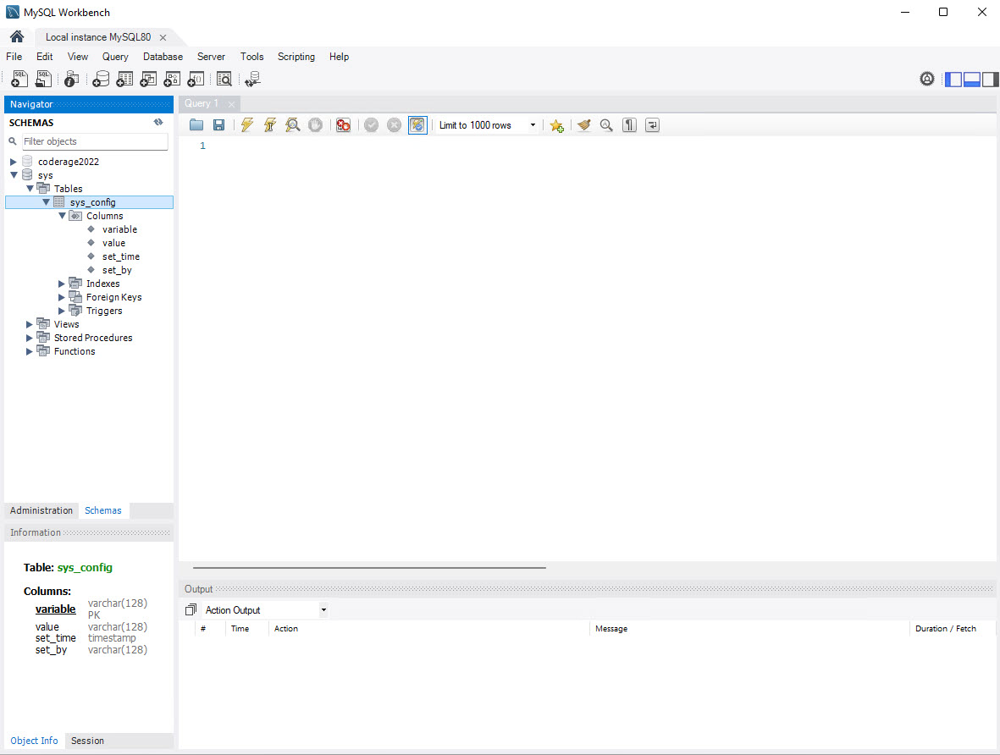 MySQL Workbench
Local instance MySQL80
File Edit View Query Database Server Tools Scripting Help
Navigator
SCHEMAS
Filter objects
coderage2022
sys
Tables
sys_config
Columns
variable
value
set_time
set_by
Indexes
Foreign Keys
Triggers
Views
Stored Procedures
Functions
Administration Schemas
Information
Table: sys_config
Columns:
variable varchar(128)
PK
value varchar(128)
set_time timestamp
set_by varchar(128)
Object Info Session
Query 1
Limit to 1000 rows
1
Output
Action Output
# Time Action Message Duration / Fetch